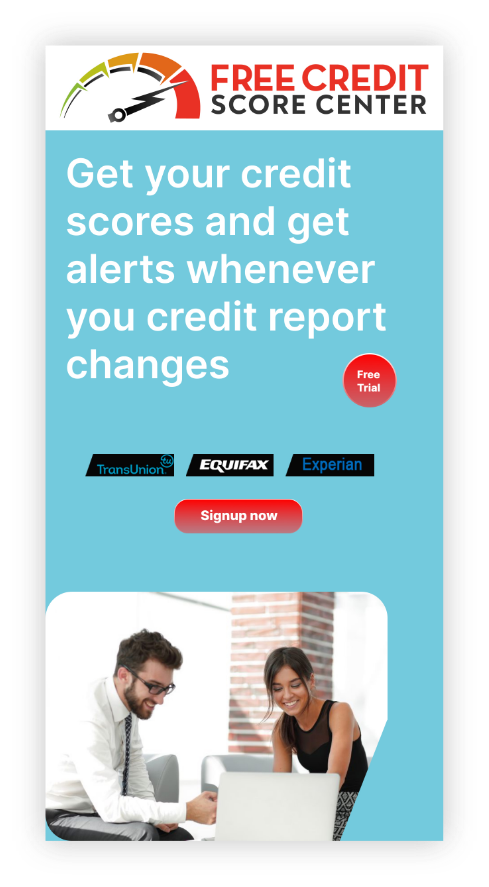 FREE CREDIT
SCORE CENTER
Get your credit
scores and get
alerts whenever
you credit report
changes
Free
Trial
TransUnion. tu
EQUIFAX
Experian
Signup now